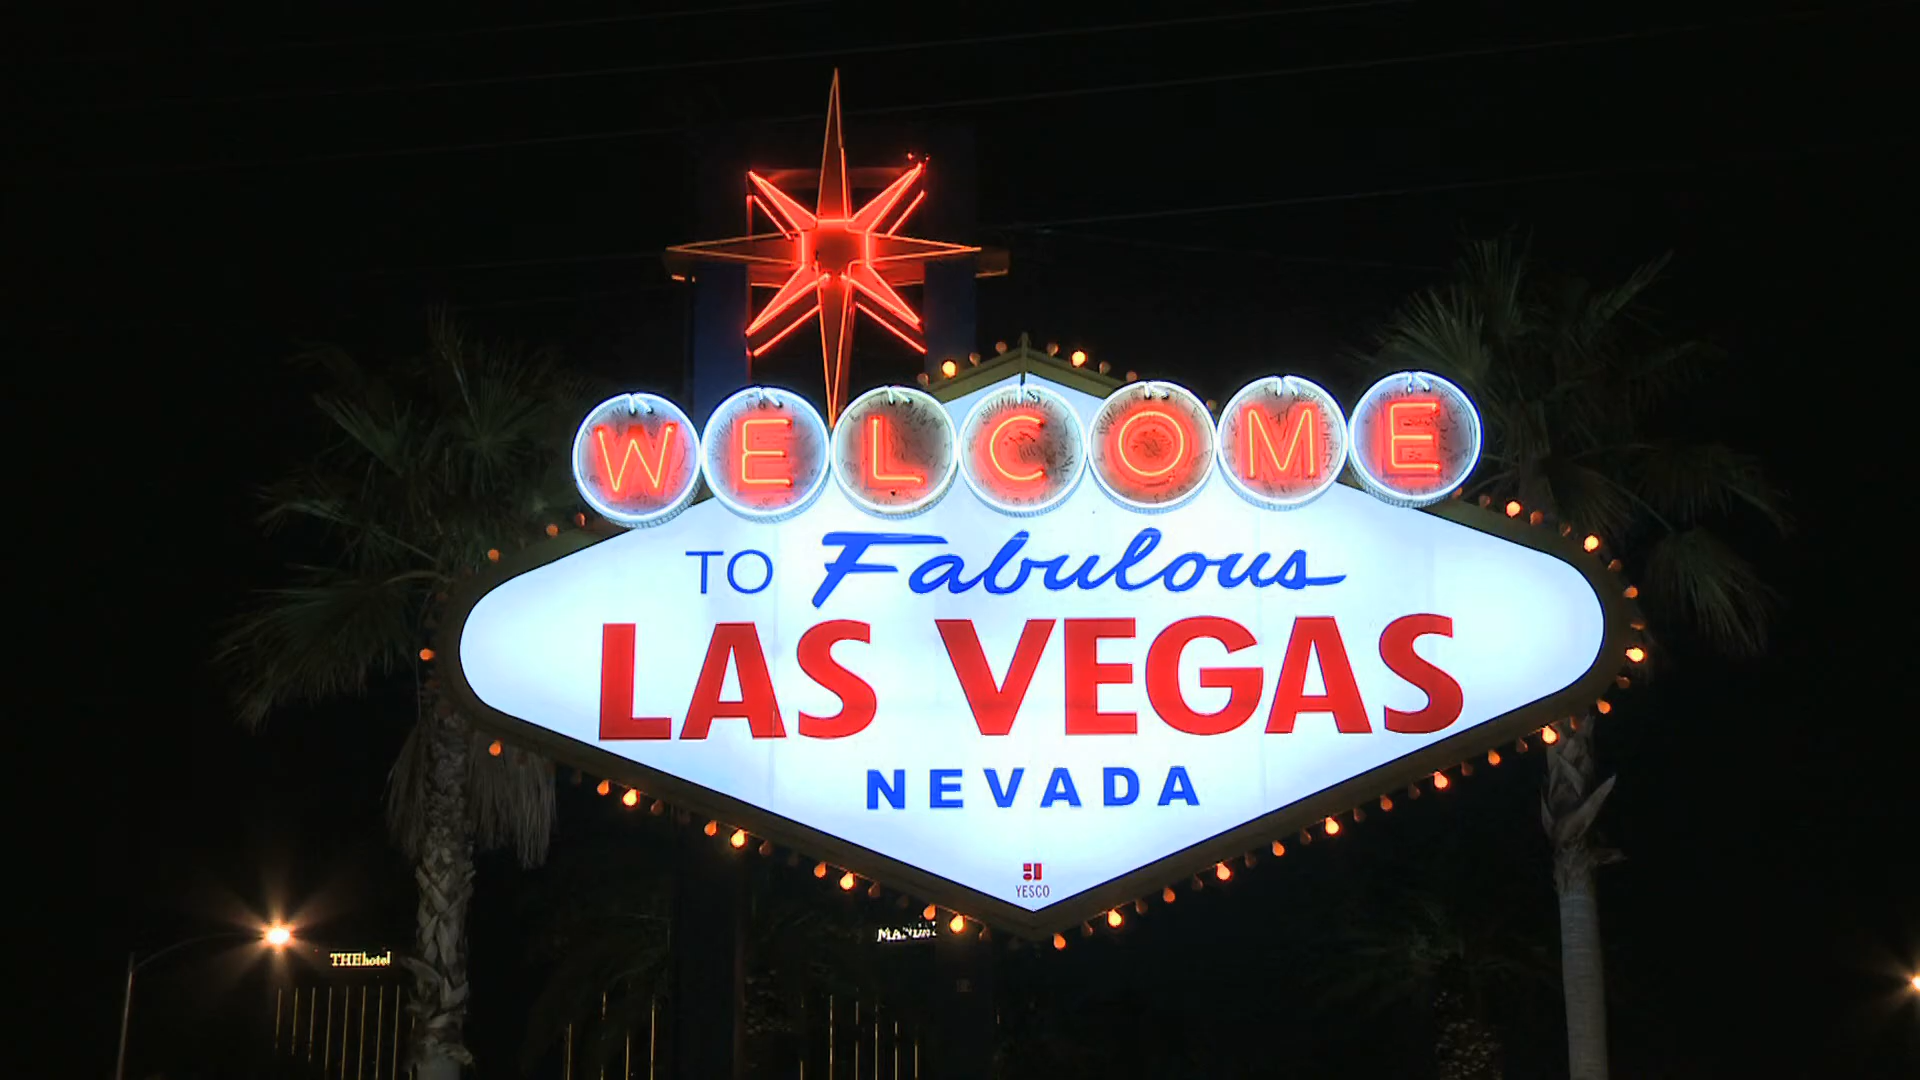 WELCOME
TO Fabulous
LAS VEGAS
NEVADA
YESCO
THEhotel